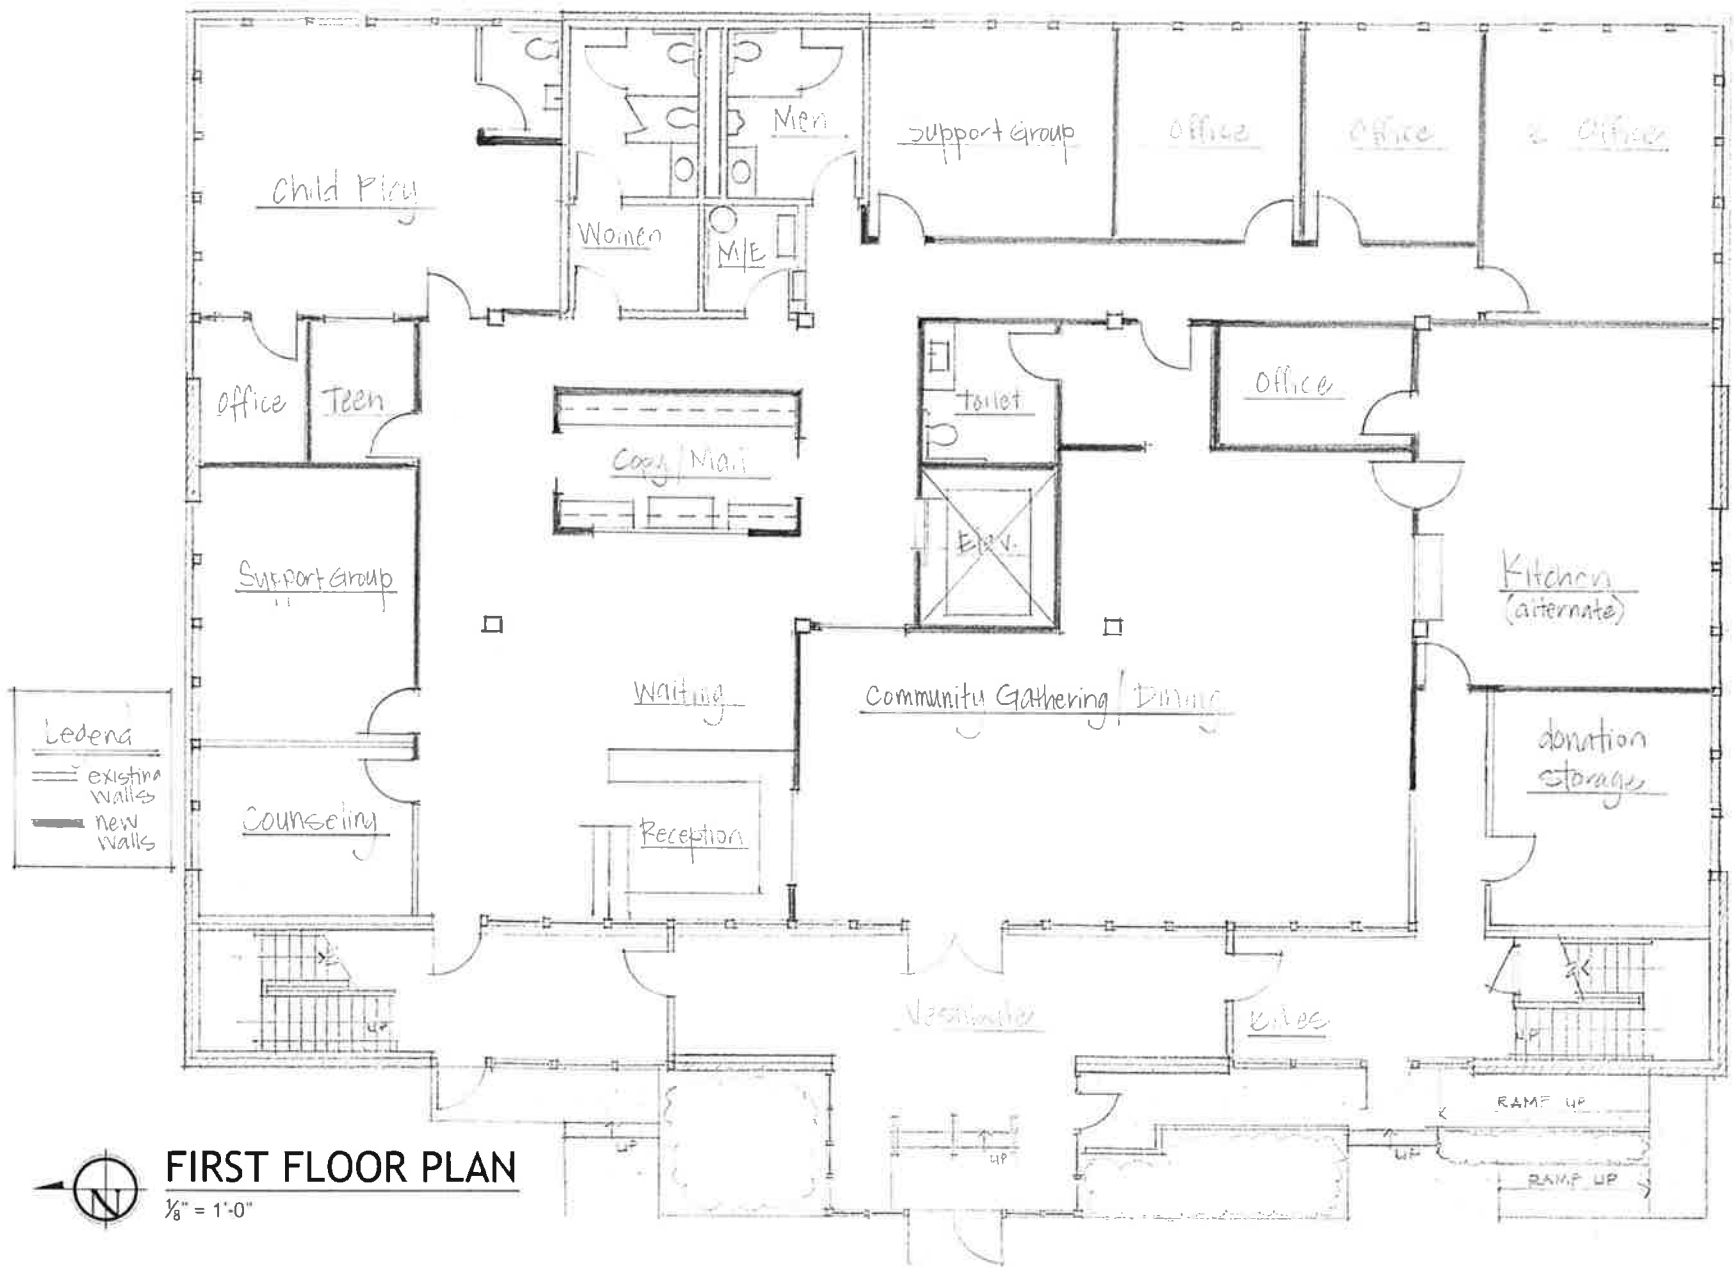 Men
Support Group
Office
Office
Office
Child Play
Women
M/E
Office
Teen
toilet
Office
Copy/Mail
Elev.
Support Group
Kitchen
(alternate)
Waiting
Community Gathering/Dining
Legend
existing
walls
new
walls
donation
storage
Counseling
Reception
Vestibule
Bikes
UP
UP
RAMP UP
UP
UP
UP
RAMP UP
N
FIRST FLOOR PLAN
⅛" = 1'-0"